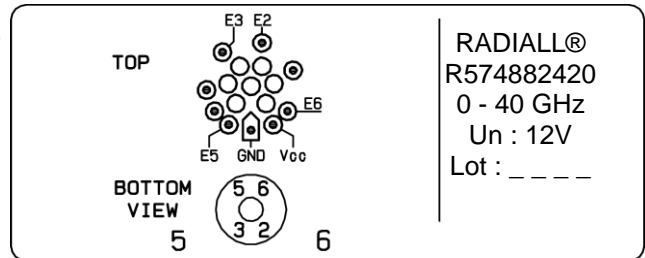 E3 E2
TOP
E6
E5 GND Vcc
BOTTOM
VIEW
5 6
3 2
5 6
RADIALL®
R574882420
0 - 40 GHz
Un : 12V
Lot : _ _ _ _